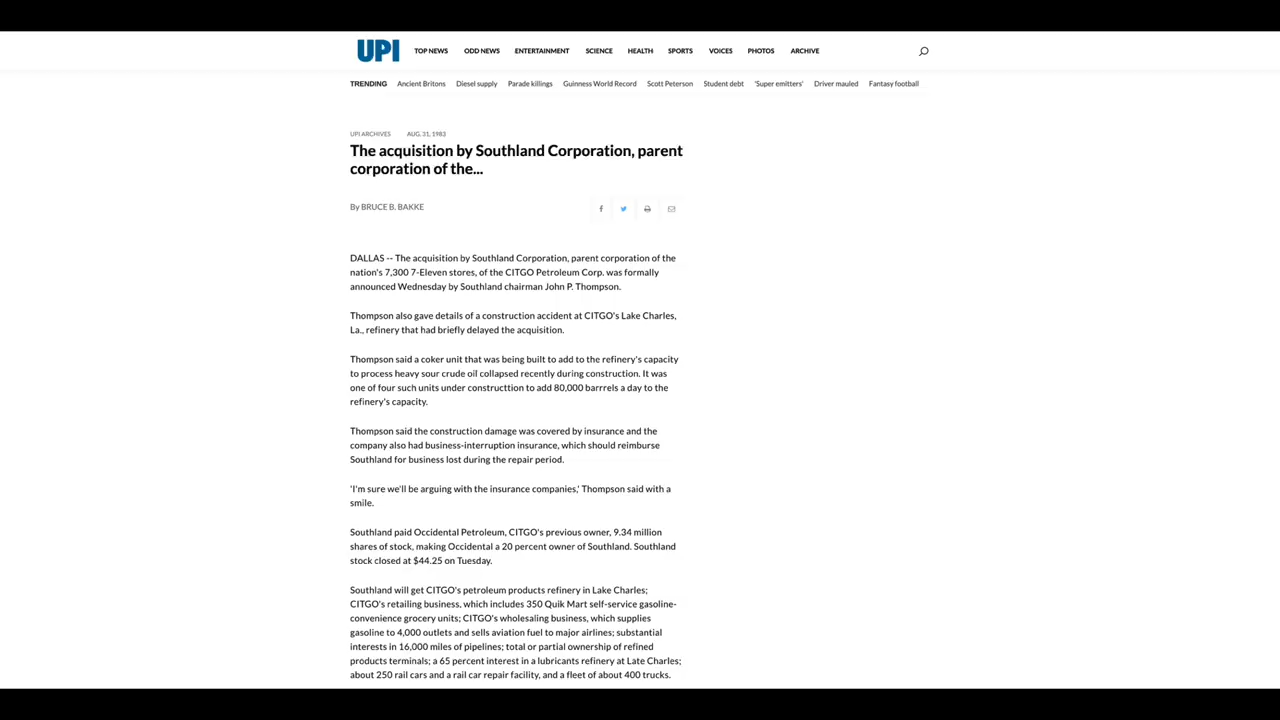 UPI TOP NEWS ODD NEWS ENTERTAINMENT SCIENCE HEALTH SPORTS VOICES PHOTOS ARCHIVE
TRENDING Ancient Britons Diesel supply Parade killings Guinness World Record Scott Peterson Student debt 'Super emitters' Driver mauled Fantasy football
UPI ARCHIVES AUG. 31, 1983
The acquisition by Southland Corporation, parent
corporation of the...
By BRUCE B. BAKKE
DALLAS -- The acquisition by Southland Corporation, parent corporation of the
nation's 7,300 7-Eleven stores, of the CITGO Petroleum Corp. was formally
announced Wednesday by Southland chairman John P. Thompson.
Thompson also gave details of a construction accident at CITGO's Lake Charles,
La., refinery that had briefly delayed the acquisition.
Thompson said a coker unit that was being built to add to the refinery's capacity
to process heavy sour crude oil collapsed recently during construction. It was
one of four such units under constructtion to add 80,000 barrrels a day to the
refinery's capacity.
Thompson said the construction damage was covered by insurance and the
company also had business-interruption insurance, which should reimburse
Southland for business lost during the repair period.
'I'm sure we'll be arguing with the insurance companies,' Thompson said with a
smile.
Southland paid Occidental Petroleum, CITGO's previous owner, 9.34 million
shares of stock, making Occidental a 20 percent owner of Southland. Southland
stock closed at $44.25 on Tuesday.
Southland will get CITGO's petroleum products refinery in Lake Charles;
CITGO's retailing business, which includes 350 Quik Mart self-service gasoline-
convenience grocery units; CITGO's wholesaling business, which supplies
gasoline to 4,000 outlets and sells aviation fuel to major airlines; substantial
interests in 16,000 miles of pipelines; total or partial ownership of refined
products terminals; a 65 percent interest in a lubricants refinery at Late Charles;
about 250 rail cars and a rail car repair facility, and a fleet of about 400 trucks.